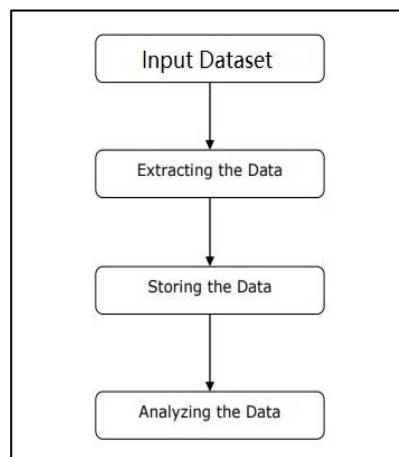 Input Dataset
Extracting the Data
Storing the Data
Analyzing the Data